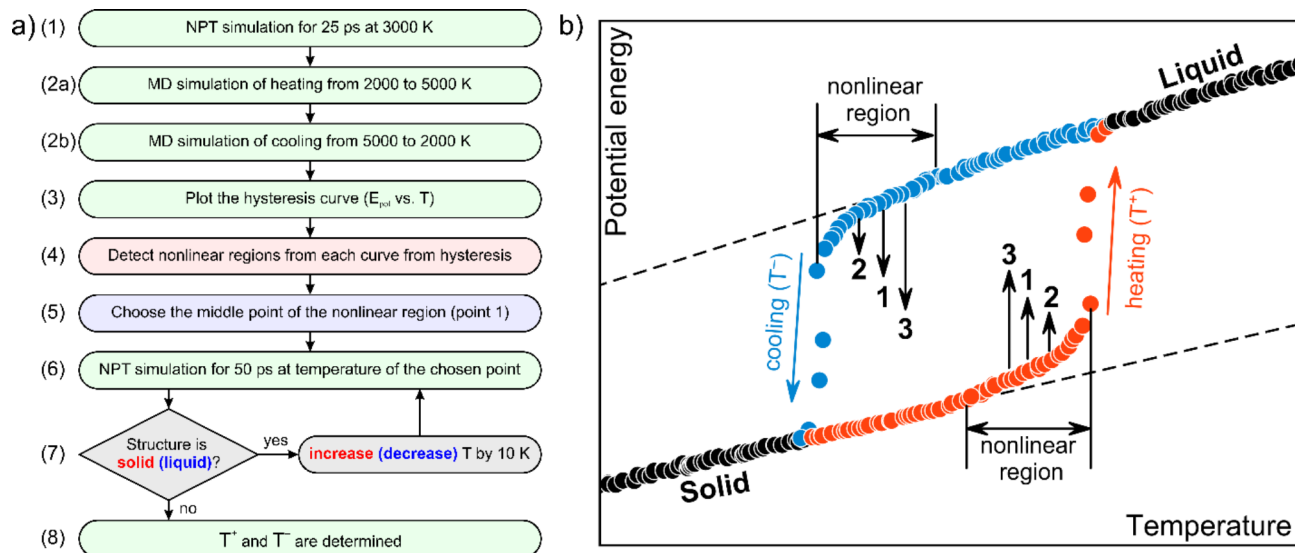 a)
(1) NPT simulation for 25 ps at 3000 K
(2a) MD simulation of heating from 2000 to 5000 K
(2b) MD simulation of cooling from 5000 to 2000 K
(3) Plot the hysteresis curve (E_pot vs. T)
(4) Detect nonlinear regions from each curve from hysteresis
(5) Choose the middle point of the nonlinear region (point 1)
(6) NPT simulation for 50 ps at temperature of the chosen point
(7) Structure is
solid (liquid)?
yes
increase (decrease) T by 10 K
no
(8) T⁺ and T⁻ are determined
b)
Potential energy
nonlinear
region
Liquid
2
1
3
cooling (T⁻)
3
1
2
heating (T⁺)
nonlinear
region
Solid
Temperature